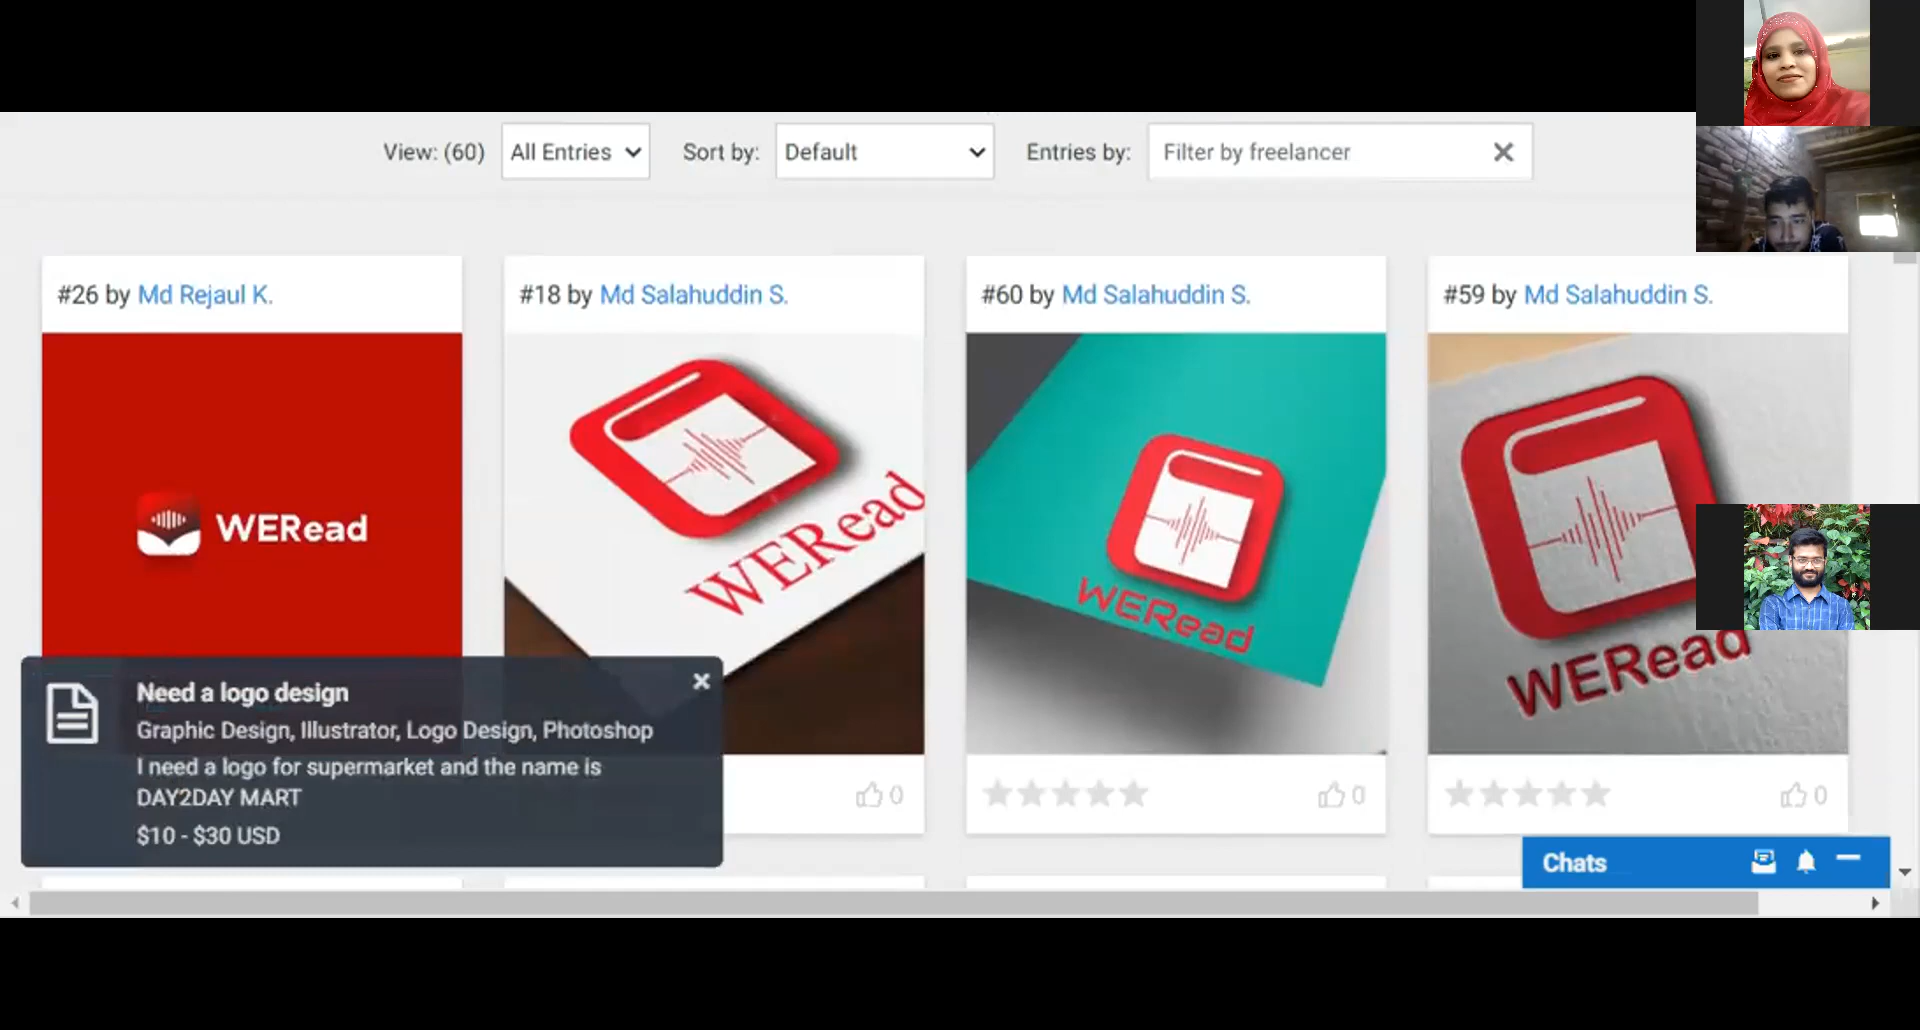 View: (60) All Entries Sort by: Default Entries by: Filter by freelancer
#26 by Md Rejaul K.
WERead
#18 by Md Salahuddin S.
WERead
0
#60 by Md Salahuddin S.
WERead
0
#59 by Md Salahuddin S.
WERead
0
Need a logo design
Graphic Design, Illustrator, Logo Design, Photoshop
I need a logo for supermarket and the name is
DAY2DAY MART
$10 - $30 USD
Chats